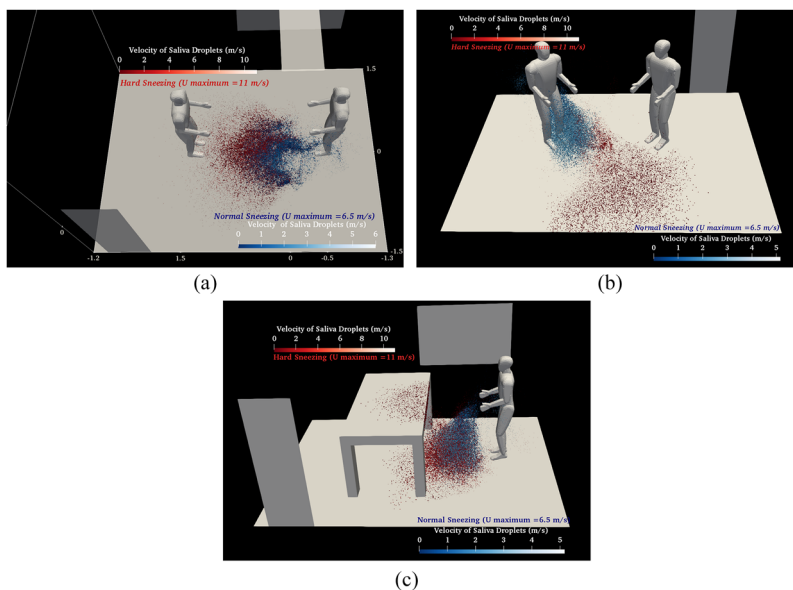 Velocity of Saliva Droplets (m/s)
0 2 4 6 8 10
Hard Sneezing (U maximum =11 m/s)
1.5
0
Normal Sneezing (U maximum =6.5 m/s)
Velocity of Saliva Droplets (m/s)
0 1 2 3 4 5 6
0
-1.5
-1.2 1.5 0 -0.5 -1.3
(a)
Velocity of Saliva Droplets (m/s)
0 2 4 6 8 10
Hard Sneezing (U maximum =11 m/s)
Normal Sneezing (U maximum =6.5 m/s)
Velocity of Saliva Droplets (m/s)
0 1 2 3 4 5
(b)
Velocity of Saliva Droplets (m/s)
0 2 4 6 8 10
Hard Sneezing (U maximum =11 m/s)
Normal Sneezing (U maximum =6.5 m/s)
Velocity of Saliva Droplets (m/s)
0 1 2 3 4 5
(c)